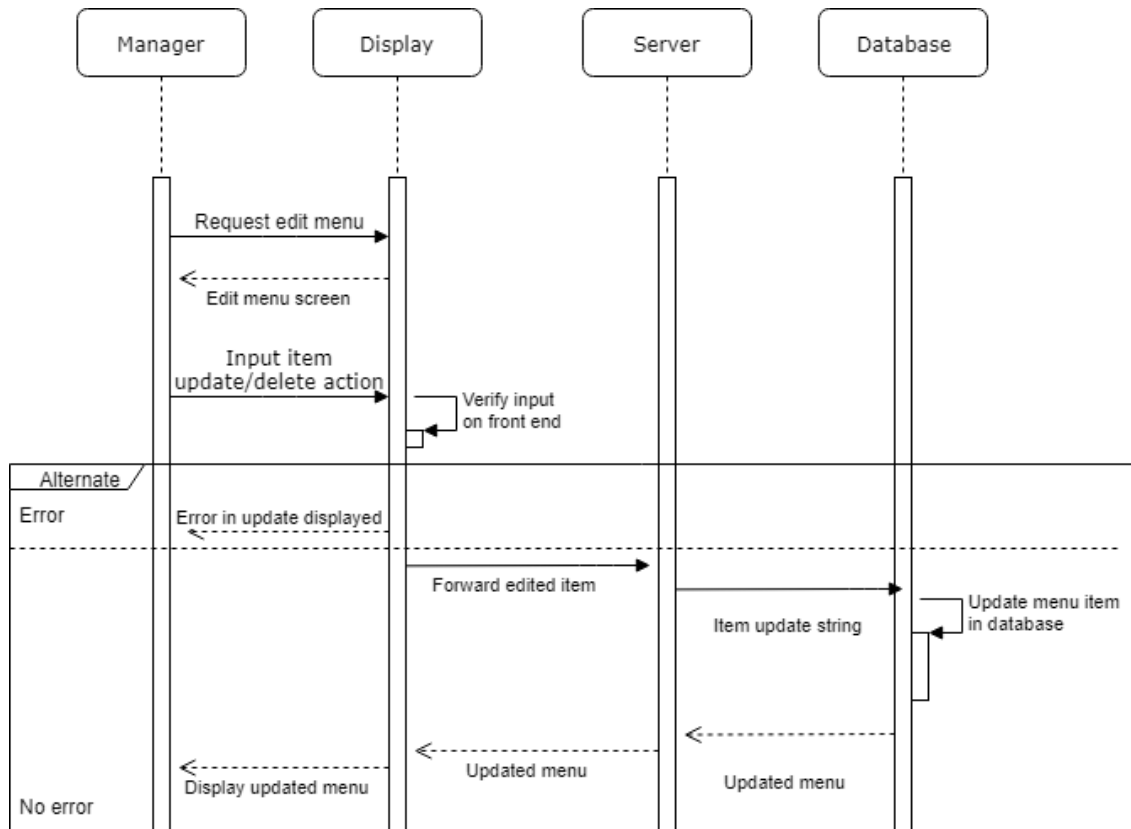 Manager
Display
Server
Database
Request edit menu
Edit menu screen
Input item
update/delete action
Verify input
on front end
Alternate
Error
Error in update displayed
Forward edited item
Update menu item
in database
Item update string
Updated menu
Updated menu
Display updated menu
No error